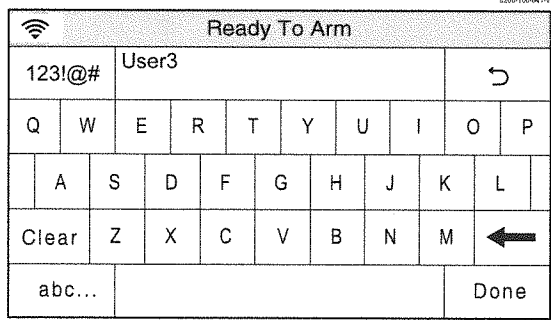 Ready To Arm
123!@# User3
Q W E R T Y U I O P
A S D F G H J K L
Clear Z X C V B N M
abc... Done